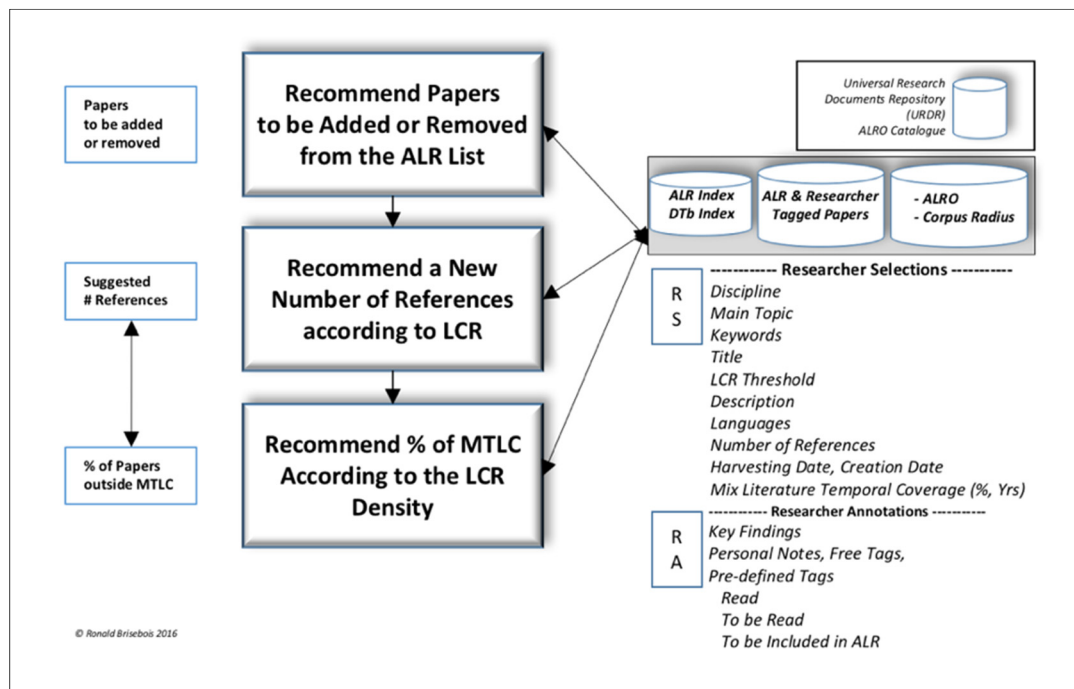 Papers
to be added
or removed
Recommend Papers
to be Added or Removed
from the ALR List
Suggested
# References
Recommend a New
Number of References
according to LCR
% of Papers
outside MTLC
Recommend % of MTLC
According to the LCR
Density
Universal Research
Documents Repository
(URDR)
ALRO Catalogue
ALR Index
DTb Index
ALR & Researcher
Tagged Papers
- ALRO
- Corpus Radius
R
S
------------ Researcher Selections -----------
Discipline
Main Topic
Keywords
Title
LCR Threshold
Description
Languages
Number of References
Harvesting Date, Creation Date
Mix Literature Temporal Coverage (%, Yrs)
R
A
------------ Researcher Annotations -----------
Key Findings
Personal Notes, Free Tags,
Pre-defined Tags
Read
To be Read
To be Included in ALR
© Ronald Brisebois 2016